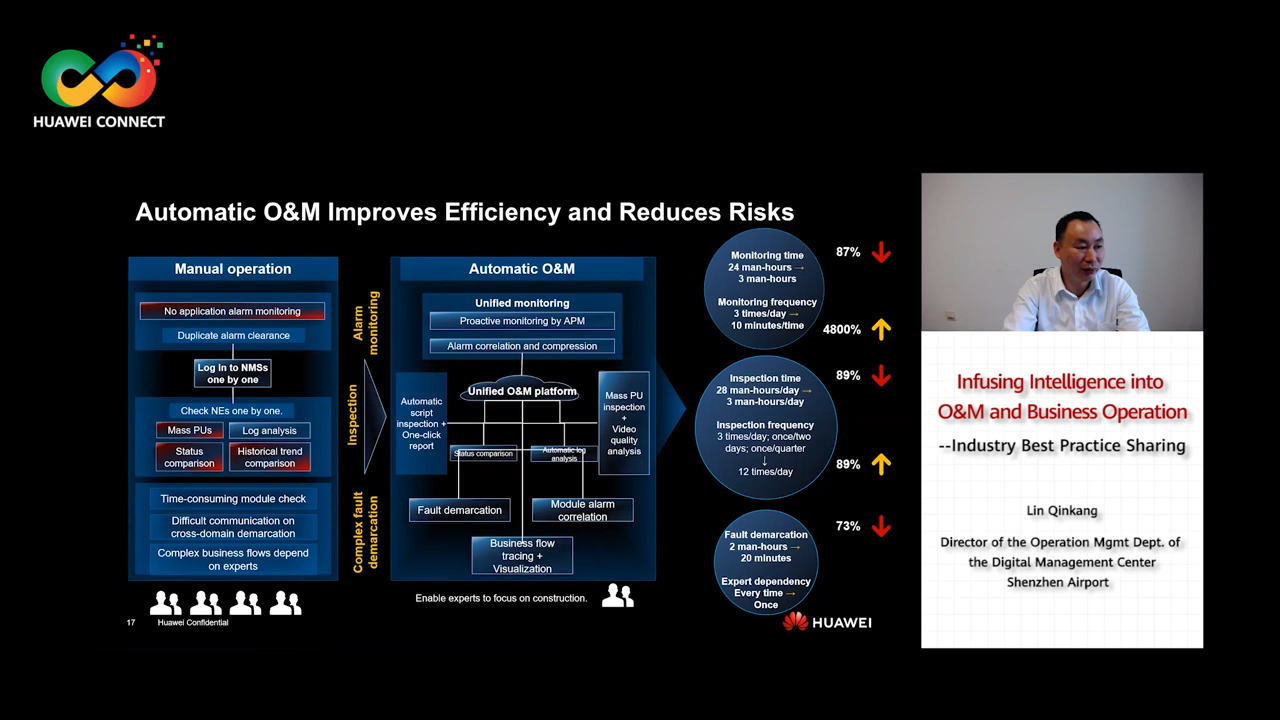 HUAWEI CONNECT
Automatic O&M Improves Efficiency and Reduces Risks
Manual operation
No application alarm monitoring
Duplicate alarm clearance
Log in to NMSs
one by one
Check NEs one by one.
Mass PUs
Log analysis
Status
comparison
Historical trend
comparison
Time-consuming module check
Difficult communication on
cross-domain demarcation
Complex business flows depend
on experts
Alarm
monitoring
Inspection
Complex fault
demarcation
Automatic O&M
Unified monitoring
Proactive monitoring by APM
Alarm correlation and compression
Unified O&M platform
Automatic
script
inspection +
One-click
report
Mass PU
inspection
+
Video
quality
analysis
Status comparison
Automatic log
analysis
Fault demarcation
Module alarm
correlation
Business flow
tracing +
Visualization
Enable experts to focus on construction.
Monitoring time
24 man-hours →
3 man-hours
Monitoring frequency
3 times/day →
10 minutes/time
87%
4800%
Inspection time
28 man-hours/day →
3 man-hours/day
Inspection frequency
3 times/day; once/two
days; once/quarter
↓
12 times/day
89%
89%
Fault demarcation
2 man-hours →
20 minutes
Expert dependency
Every time →
Once
73%
17
Huawei Confidential
HUAWEI
Infusing Intelligence into
O&M and Business Operation
--Industry Best Practice Sharing
Lin Qinkang
Director of the Operation Mgmt Dept. of
the Digital Management Center
Shenzhen Airport